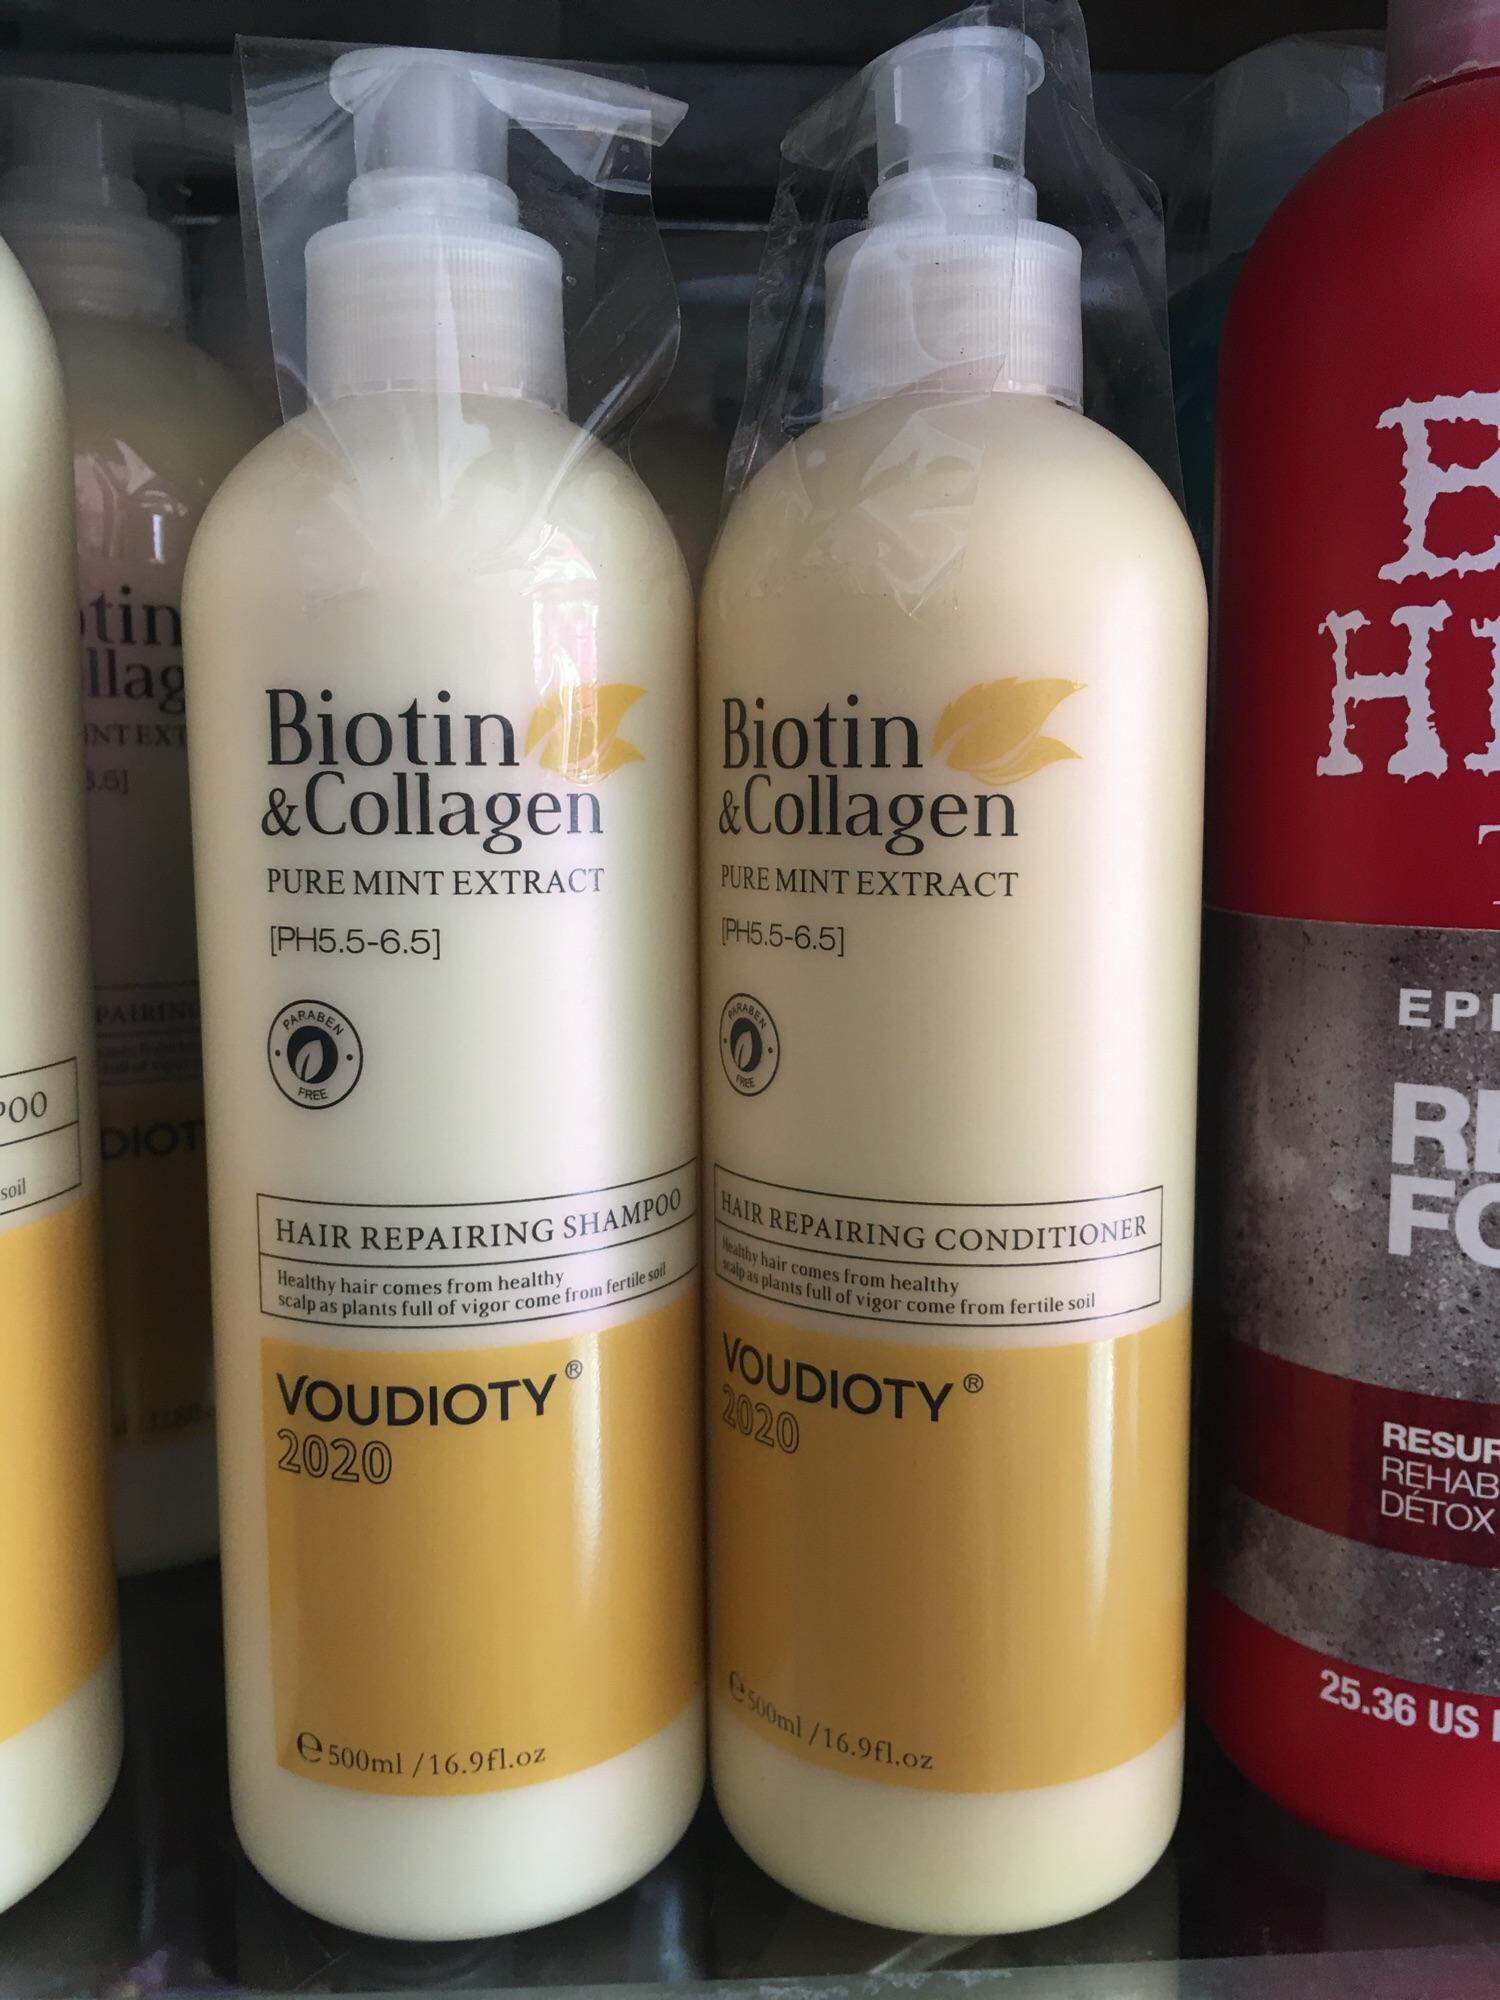 Biotin
&Collagen
PURE MINT EXTRACT
[PH5.5-6.5]
PARABEN
FREE
HAIR REPAIRING SHAMPOO
Healthy hair comes from healthy
scalp as plants full of vigor come from fertile soil
VOUDIOTY®
2020
℮500ml /16.9fl.oz
Biotin
&Collagen
PURE MINT EXTRACT
[PH5.5-6.5]
PARABEN
FREE
HAIR REPAIRING CONDITIONER
Healthy hair comes from healthy
scalp as plants full of vigor come from fertile soil
VOUDIOTY®
2020
℮500ml /16.9fl.oz
soil
DÉTOX
25.36 US